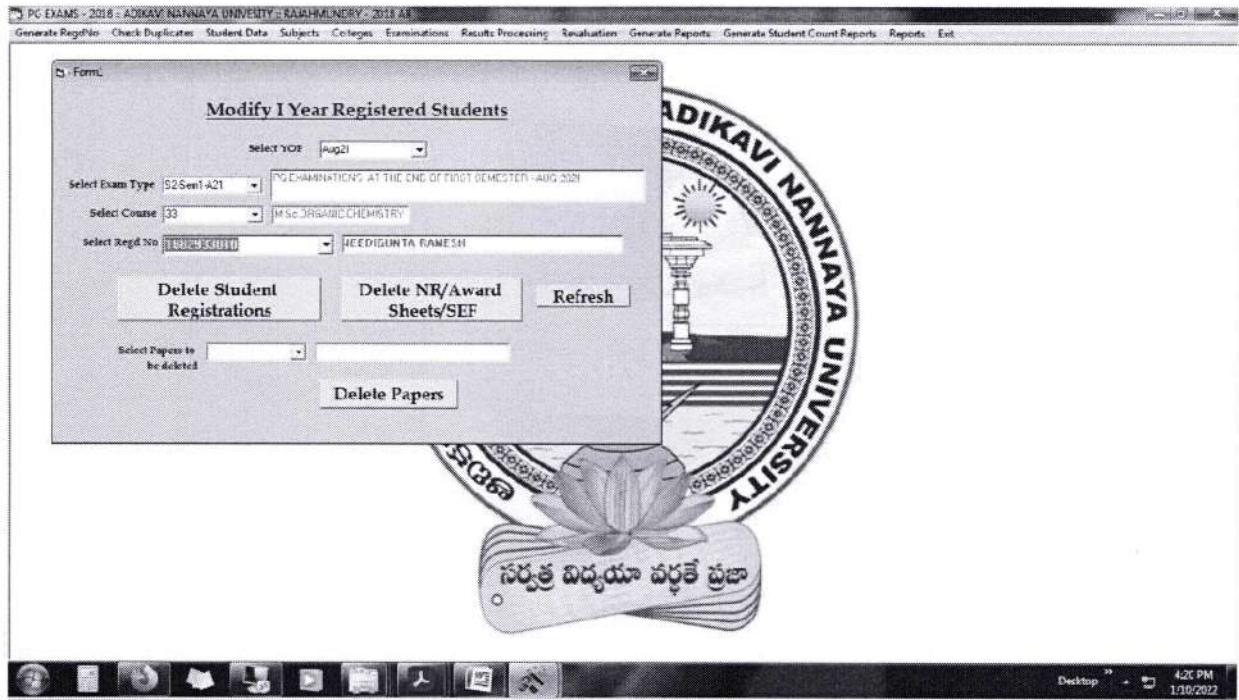 PG EXAMS - 2018 :: ADIKAVI NANNAYA UNIVESITY :: RAJAHMUNDRY - 2018 AB
Generate RegdNo Check Duplicates Student Data Subjects Colleges Examinations Results Processing Revaluation Generate Reports Generate Student Count Reports Reports Exit
Modify I Year Registered Students
Select YOE Aug21
Select Exam Type S2-Sem1-A21 PG EXAMINATIONS AT THE END OF FIRST SEMESTER - AUG 2021
Select Course 33 M.Sc.ORGANIC CHEMISTRY
Select Regd No RAMESH
Delete Student
Registrations
Delete NR/Award
Sheets/SEF
Refresh
Select Papers to
be deleted
Delete Papers
ADIKAVI NANNAYA UNIVERSITY
సర్వత్ర విద్యయా వర్ధతే ప్రజా
Desktop
4:20 PM
1/10/2022